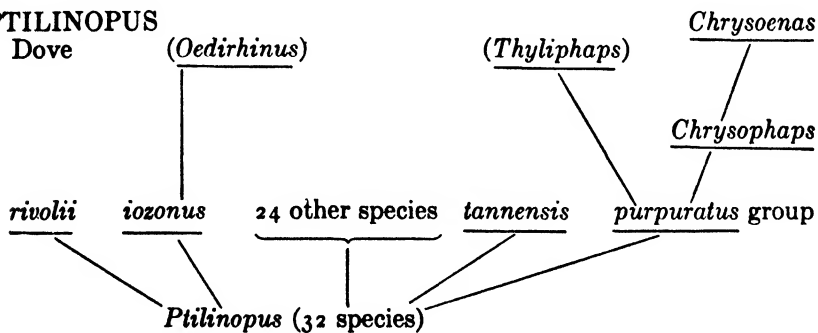 PTILINOPUS
Dove (Oedirhinus) (Thyliphaps) Chrysoenas
Chrysophaps
rivolii iozonus 24 other species tannensis purpuratus group
Ptilinopus (32 species)